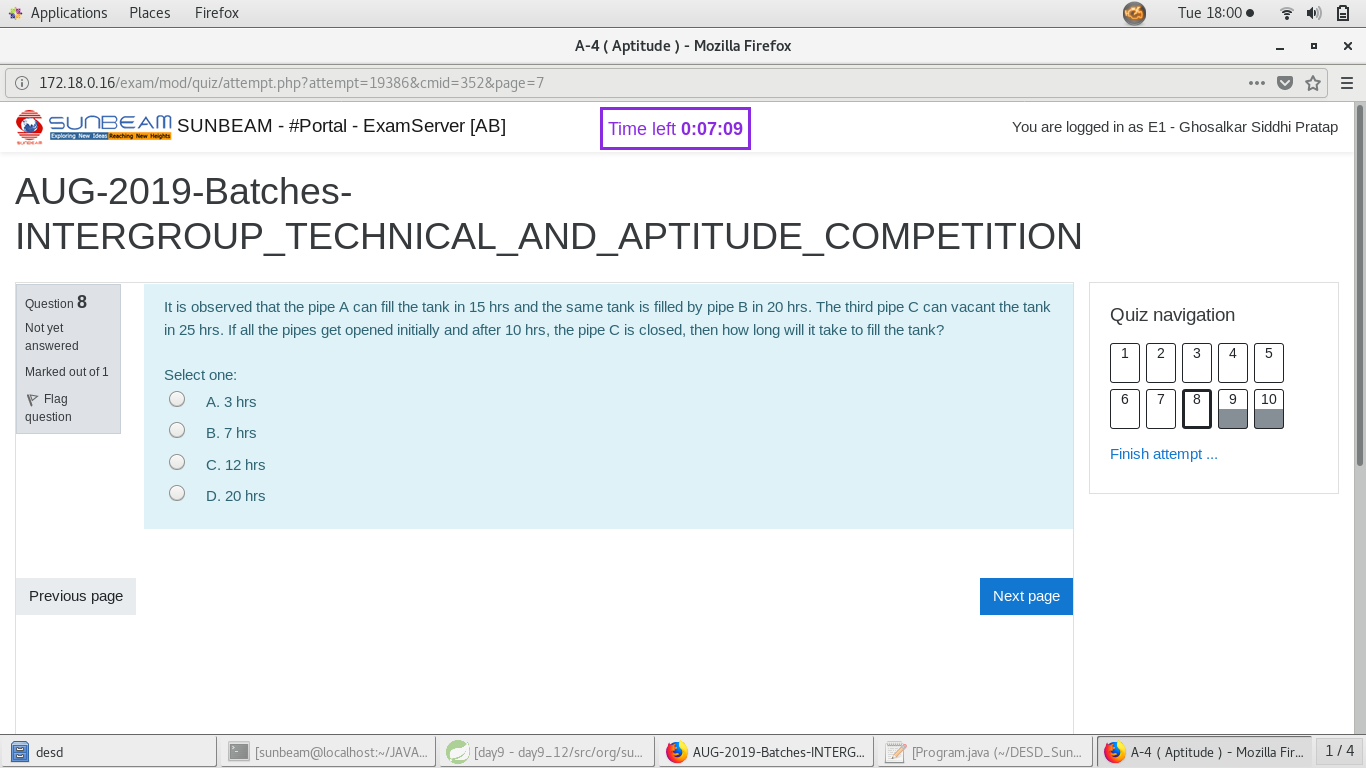 Applications Places Firefox Tue 18:00
A-4 ( Aptitude ) - Mozilla Firefox
172.18.0.16/exam/mod/quiz/attempt.php?attempt=19386&cmid=352&page=7
SUNBEAM SUNBEAM - #Portal - ExamServer [AB] Time left 0:07:09 You are logged in as E1 - Ghosalkar Siddhi Pratap
Exploring New Ideas Reaching New Heights
SUNBEAM
AUG-2019-Batches-
INTERGROUP_TECHNICAL_AND_APTITUDE_COMPETITION
Question 8
Not yet
answered
Marked out of 1
Flag
question
It is observed that the pipe A can fill the tank in 15 hrs and the same tank is filled by pipe B in 20 hrs. The third pipe C can vacant the tank
in 25 hrs. If all the pipes get opened initially and after 10 hrs, the pipe C is closed, then how long will it take to fill the tank?
Select one:
A. 3 hrs
B. 7 hrs
C. 12 hrs
D. 20 hrs
Previous page
Next page
Quiz navigation
1 2 3 4 5
6 7 8 9 10
Finish attempt ...
desd [sunbeam@localhost:~/JAVA... [day9 - day9_12/src/org/su... AUG-2019-Batches-INTERG... [Program.java (~/DESD_Sun... A-4 ( Aptitude ) - Mozilla Fir... 1 / 4